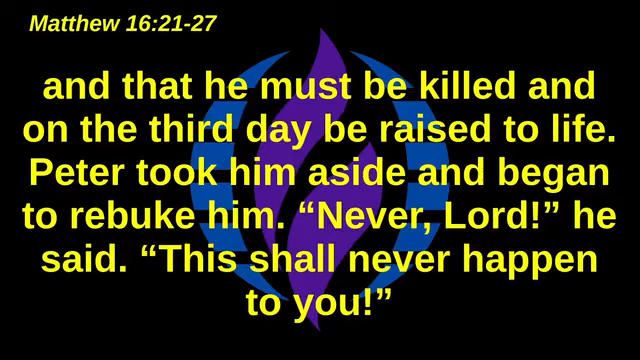 Matthew 16:21-27
and that he must be killed and
on the third day be raised to life.
Peter took him aside and began
to rebuke him. “Never, Lord!” he
said. “This shall never happen
to you!”